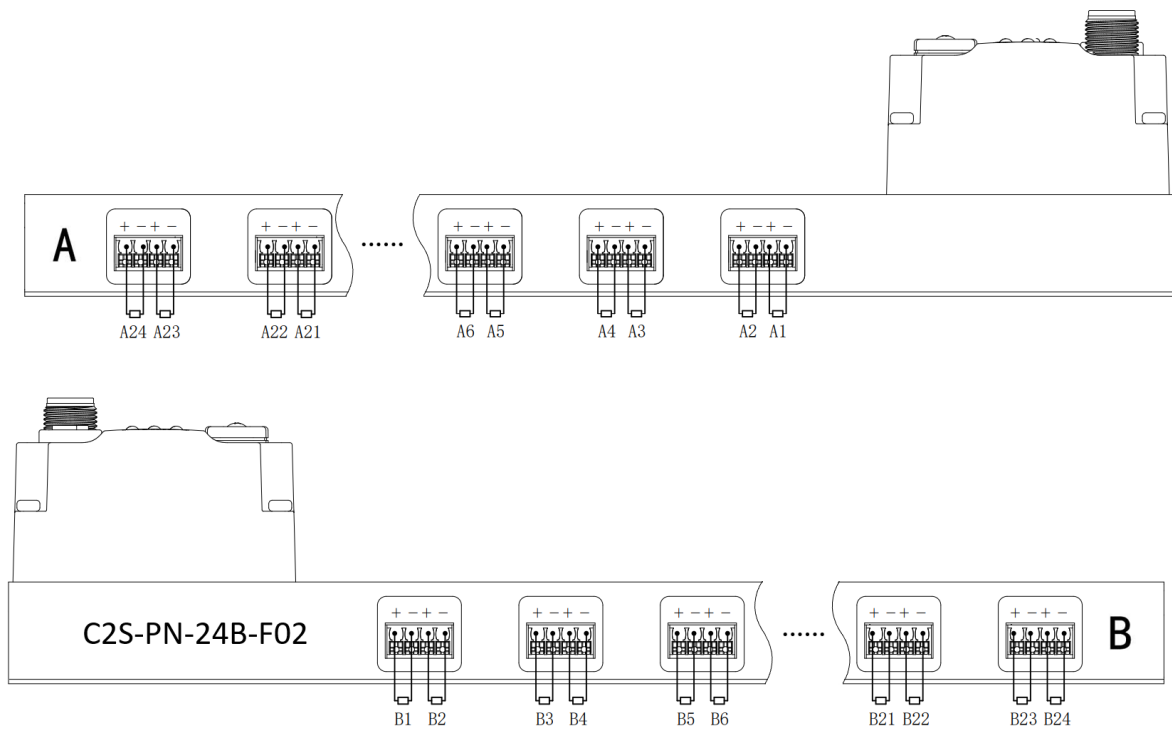 + - + -
+ - + -
+ - + -
+ - + -
+ - + -
A
......
A24 A23
A22 A21
A6 A5
A4 A3
A2 A1
+ - + -
+ - + -
+ - + -
+ - + -
+ - + -
C2S-PN-24B-F02
......
B
B1 B2
B3 B4
B5 B6
B21 B22
B23 B24